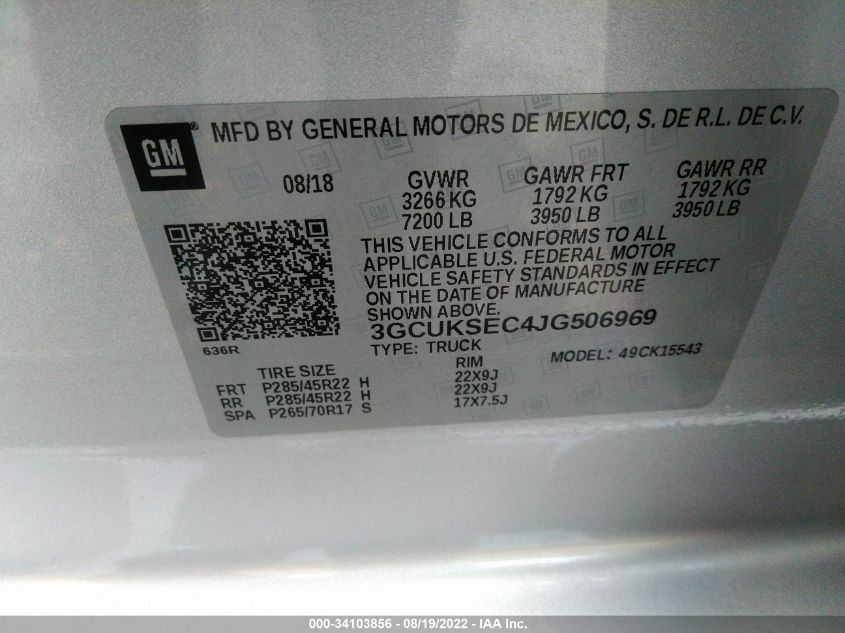 GM® MFD BY GENERAL MOTORS DE MEXICO, S. DE R.L. DE C.V.
08/18 GVWR GAWR FRT GAWR RR
3266 KG 1792 KG 1792 KG
7200 LB 3950 LB 3950 LB
THIS VEHICLE CONFORMS TO ALL
APPLICABLE U.S. FEDERAL MOTOR
VEHICLE SAFETY STANDARDS IN EFFECT
ON THE DATE OF MANUFACTURE
SHOWN ABOVE.
3GCUKSEC4JG506969
636R TYPE: TRUCK MODEL: 49CK15543
TIRE SIZE RIM
FRT P285/45R22 H 22X9J
RR P285/45R22 H 22X9J
SPA P265/70R17 S 17X7.5J
000-34103856 - 08/19/2022 - IAA Inc.